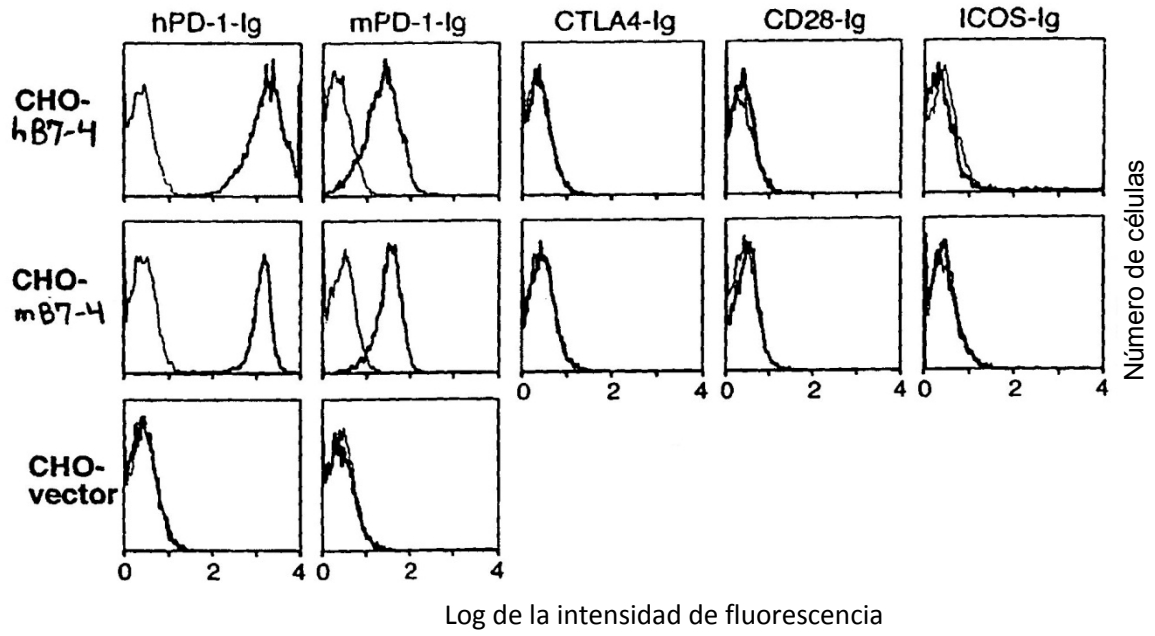 hPD-1-Ig mPD-1-Ig CTLA4-Ig CD28-Ig ICOS-Ig
CHO-
hB7-4
CHO-
mB7-4
0 2 4 0 2 4 0 2 4
CHO-
vector
0 2 4 0 2 4
Número de células
Log de la intensidad de fluorescencia